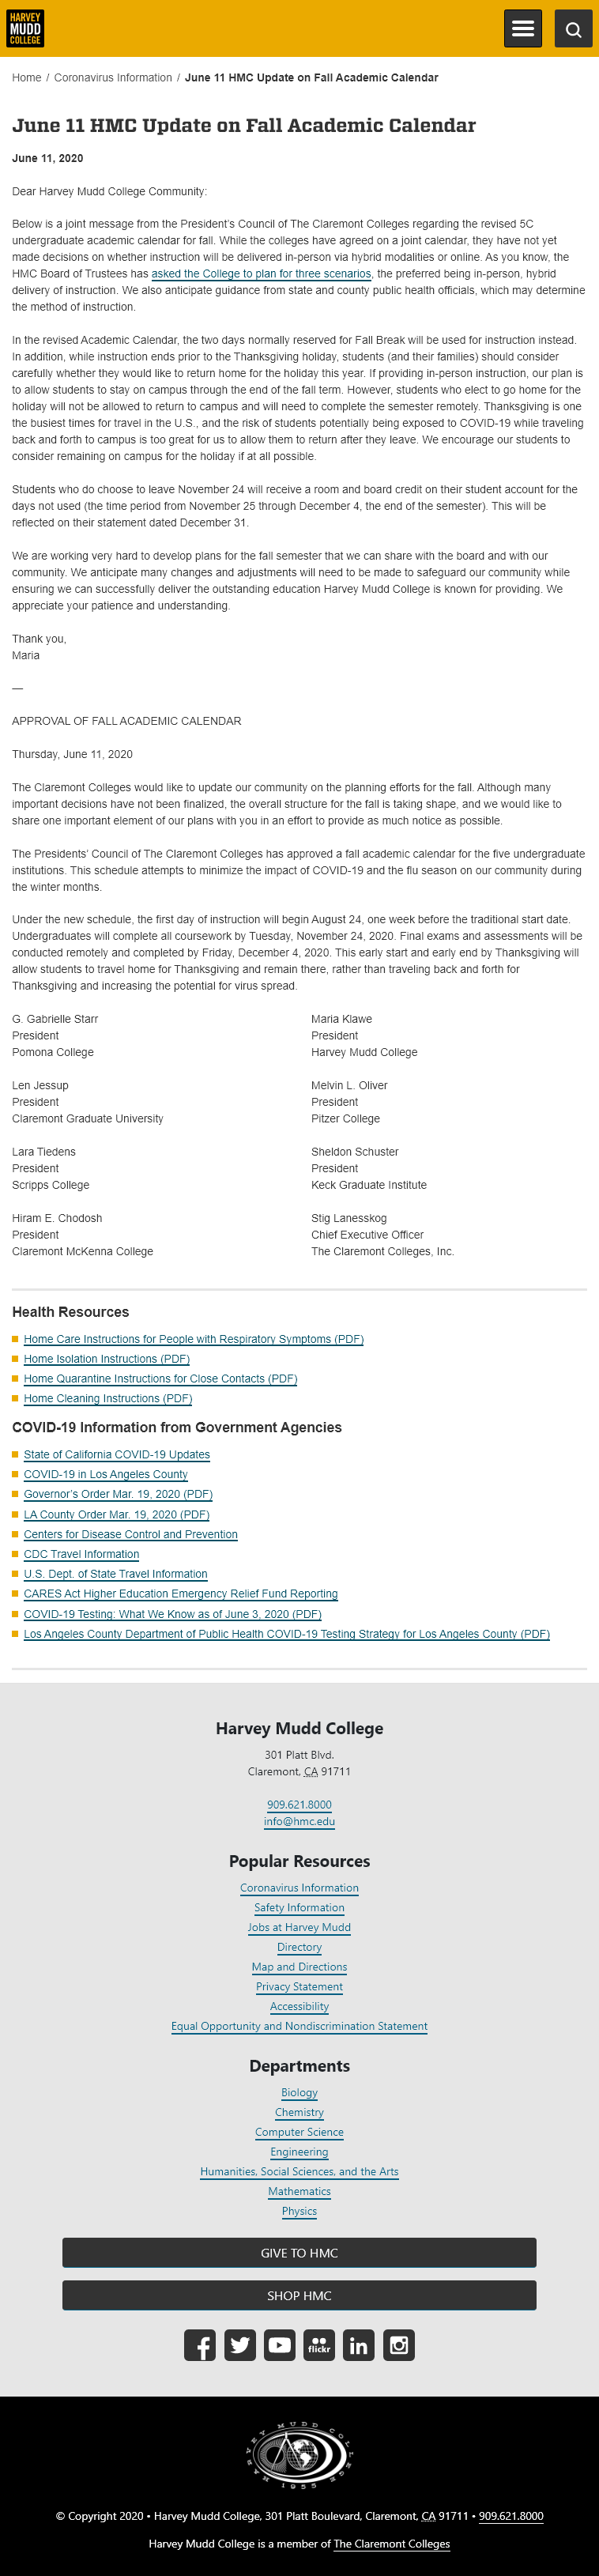 HARVEY
MUDD
COLLEGE
Home / Coronavirus Information / June 11 HMC Update on Fall Academic Calendar
June 11 HMC Update on Fall Academic Calendar
June 11, 2020
Dear Harvey Mudd College Community:
Below is a joint message from the President's Council of The Claremont Colleges regarding the revised 5C
undergraduate academic calendar for fall. While the colleges have agreed on a joint calendar, they have not yet
made decisions on whether instruction will be delivered in-person via hybrid modalities or online. As you know, the
HMC Board of Trustees has asked the College to plan for three scenarios, the preferred being in-person, hybrid
delivery of instruction. We also anticipate guidance from state and county public health officials, which may determine
the method of instruction.
In the revised Academic Calendar, the two days normally reserved for Fall Break will be used for instruction instead.
In addition, while instruction ends prior to the Thanksgiving holiday, students (and their families) should consider
carefully whether they would like to return home for the holiday this year. If providing in-person instruction, our plan is
to allow students to stay on campus through the end of the fall term. However, students who elect to go home for the
holiday will not be allowed to return to campus and will need to complete the semester remotely. Thanksgiving is one
the busiest times for travel in the U.S., and the risk of students potentially being exposed to COVID-19 while traveling
back and forth to campus is too great for us to allow them to return after they leave. We encourage our students to
consider remaining on campus for the holiday if at all possible.
Students who do choose to leave November 24 will receive a room and board credit on their student account for the
days not used (the time period from November 25 through December 4, the end of the semester). This will be
reflected on their statement dated December 31.
We are working very hard to develop plans for the fall semester that we can share with the board and with our
community. We anticipate many changes and adjustments will need to be made to safeguard our community while
ensuring we can successfully deliver the outstanding education Harvey Mudd College is known for providing. We
appreciate your patience and understanding.
Thank you,
Maria
—
APPROVAL OF FALL ACADEMIC CALENDAR
Thursday, June 11, 2020
The Claremont Colleges would like to update our community on the planning efforts for the fall. Although many
important decisions have not been finalized, the overall structure for the fall is taking shape, and we would like to
share one important element of our plans with you in an effort to provide as much notice as possible.
The Presidents' Council of The Claremont Colleges has approved a fall academic calendar for the five undergraduate
institutions. This schedule attempts to minimize the impact of COVID-19 and the flu season on our community during
the winter months.
Under the new schedule, the first day of instruction will begin August 24, one week before the traditional start date.
Undergraduates will complete all coursework by Tuesday, November 24, 2020. Final exams and assessments will be
conducted remotely and completed by Friday, December 4, 2020. This early start and early end by Thanksgiving will
allow students to travel home for Thanksgiving and remain there, rather than traveling back and forth for
Thanksgiving and increasing the potential for virus spread.
G. Gabrielle Starr
President
Pomona College
Maria Klawe
President
Harvey Mudd College
Len Jessup
President
Claremont Graduate University
Melvin L. Oliver
President
Pitzer College
Lara Tiedens
President
Scripps College
Sheldon Schuster
President
Keck Graduate Institute
Hiram E. Chodosh
President
Claremont McKenna College
Stig Lanesskog
Chief Executive Officer
The Claremont Colleges, Inc.
Health Resources
Home Care Instructions for People with Respiratory Symptoms (PDF)
Home Isolation Instructions (PDF)
Home Quarantine Instructions for Close Contacts (PDF)
Home Cleaning Instructions (PDF)
COVID-19 Information from Government Agencies
State of California COVID-19 Updates
COVID-19 in Los Angeles County
Governor's Order Mar. 19, 2020 (PDF)
LA County Order Mar. 19, 2020 (PDF)
Centers for Disease Control and Prevention
CDC Travel Information
U.S. Dept. of State Travel Information
CARES Act Higher Education Emergency Relief Fund Reporting
COVID-19 Testing: What We Know as of June 3, 2020 (PDF)
Los Angeles County Department of Public Health COVID-19 Testing Strategy for Los Angeles County (PDF)
Harvey Mudd College
301 Platt Blvd.
Claremont, CA 91711
909.621.8000
info@hmc.edu
Popular Resources
Coronavirus Information
Safety Information
Jobs at Harvey Mudd
Directory
Map and Directions
Privacy Statement
Accessibility
Equal Opportunity and Nondiscrimination Statement
Departments
Biology
Chemistry
Computer Science
Engineering
Humanities, Social Sciences, and the Arts
Mathematics
Physics
GIVE TO HMC
SHOP HMC
flickr
HARVEY MUDD COLLEGE
1955
© Copyright 2020 • Harvey Mudd College, 301 Platt Boulevard, Claremont, CA 91711 • 909.621.8000
Harvey Mudd College is a member of The Claremont Colleges